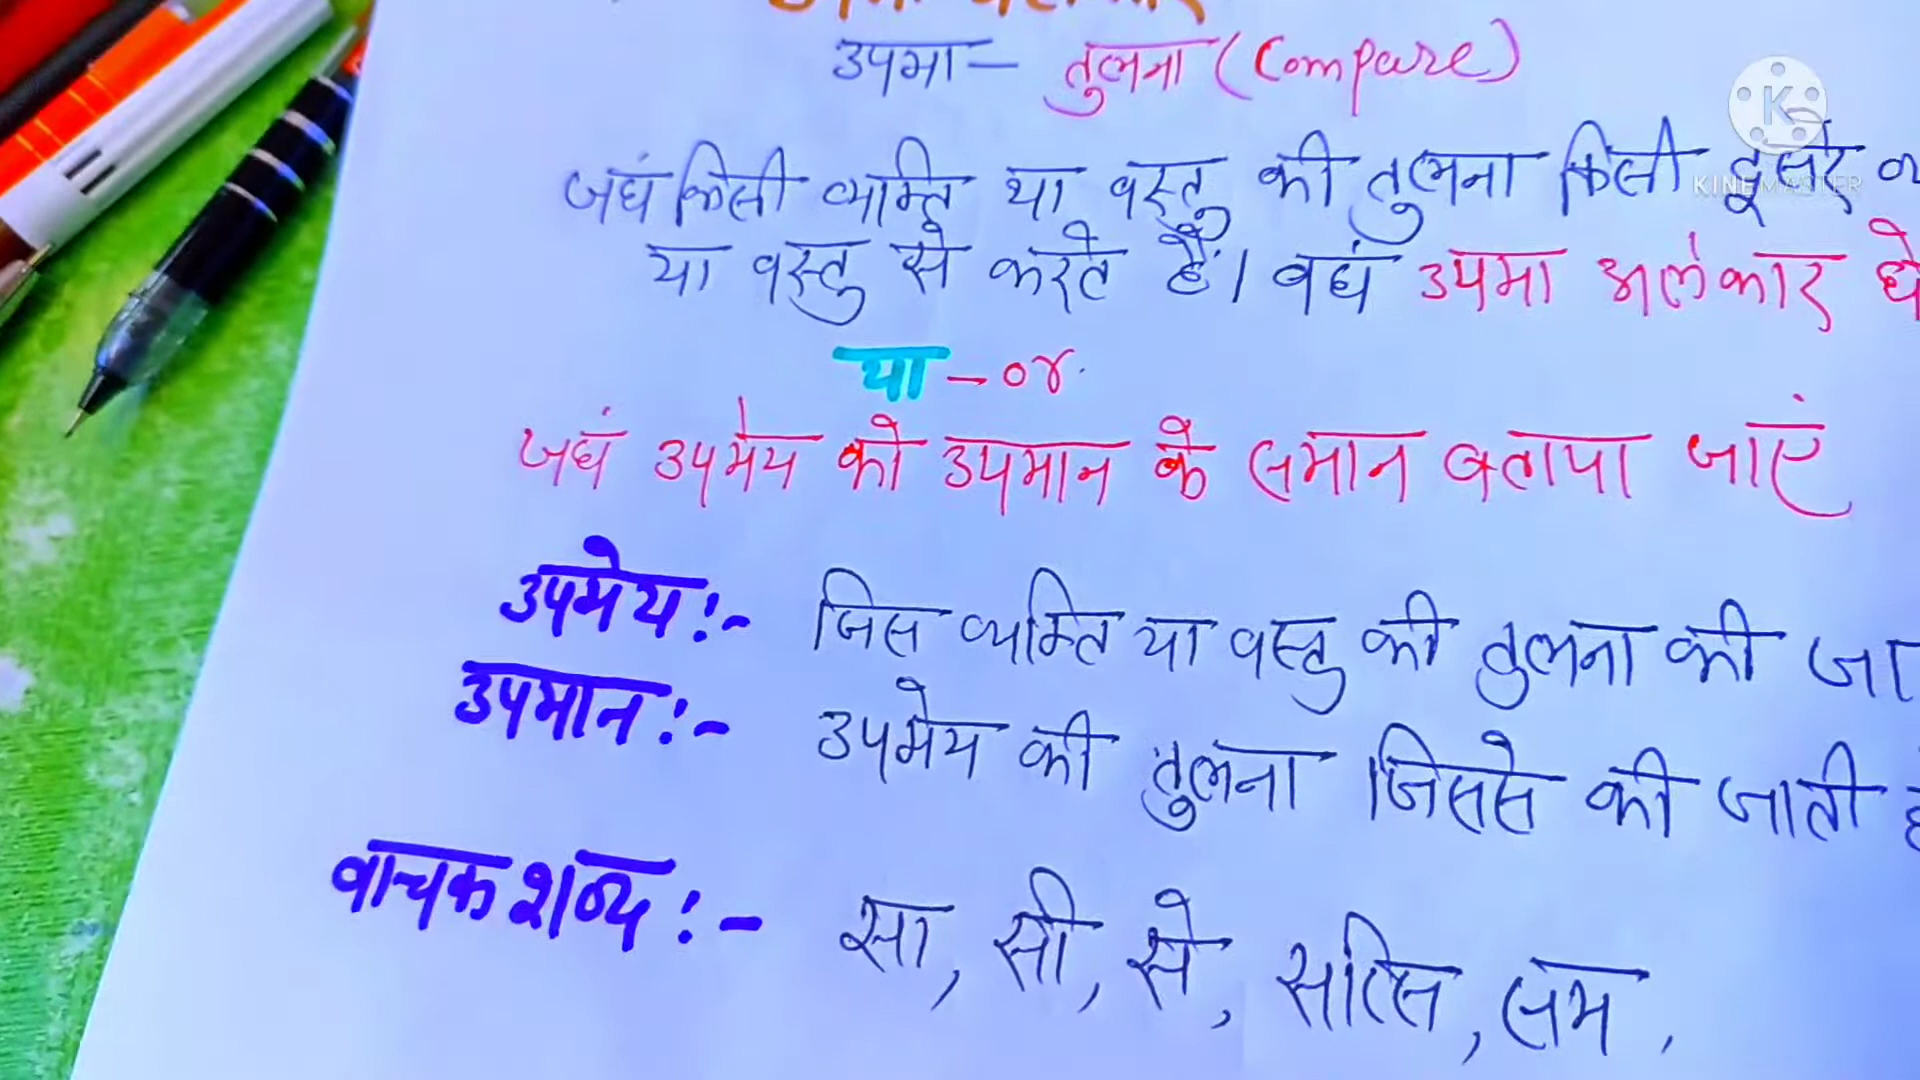 उपमा – तुलना (Compare)
जहां किसी व्यक्ति या वस्तु की तुलना किसी दूसरे
या वस्तु से करते हैं। वहां उपमा अलंकार हो
या - or
जहां उपमेय को उपमान के समान बताया जाएं
उपमेय :- जिस व्यक्ति या वस्तु की तुलना की जा
उपमान :- उपमेय की तुलना जिससे की जाती
वाचक शब्द :- सा, सी, से, सरिस, सम,
KINEMASTER